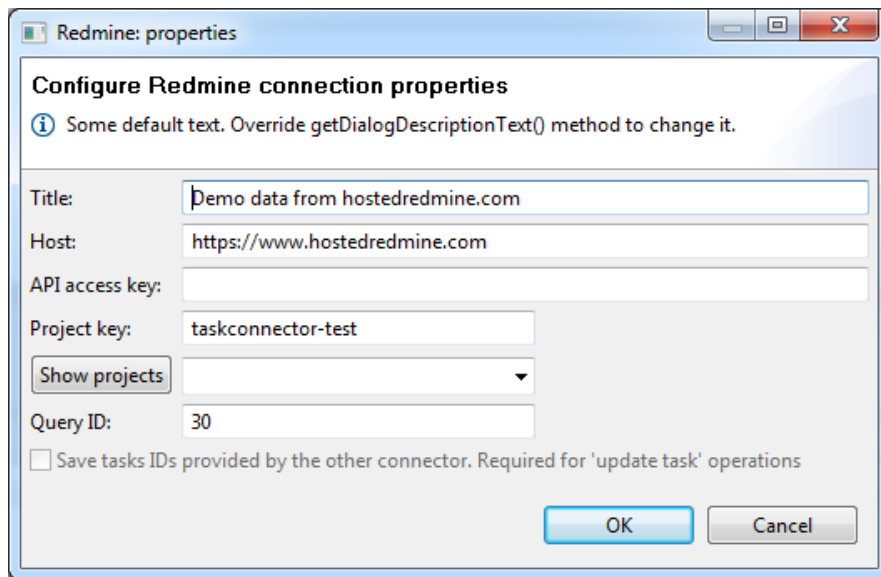 Redmine: properties
Configure Redmine connection properties
Some default text. Override getDialogDescriptionText() method to change it.
Title: Demo data from hostedredmine.com
Host: https://www.hostedredmine.com
API access key:
Project key: taskconnector-test
Show projects
Query ID: 30
Save tasks IDs provided by the other connector. Required for 'update task' operations
OK Cancel